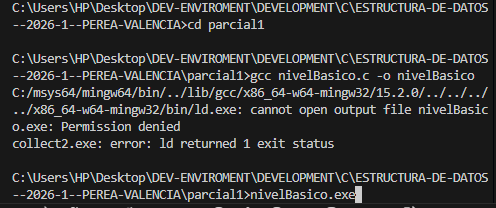 C:\Users\HP\Desktop\DEV-ENVIROMENT\DEVELOPMENT\C\ESTRUCTURA-DE-DATOS
--2026-1--PEREA-VALENCIA>cd parcial1
C:\Users\HP\Desktop\DEV-ENVIROMENT\DEVELOPMENT\C\ESTRUCTURA-DE-DATOS
--2026-1--PEREA-VALENCIA\parcial1>gcc nivelBasico.c -o nivelBasico
C:/msys64/mingw64/bin/../lib/gcc/x86_64-w64-mingw32/15.2.0/../../../
../x86_64-w64-mingw32/bin/ld.exe: cannot open output file nivelBasic
o.exe: Permission denied
collect2.exe: error: ld returned 1 exit status
C:\Users\HP\Desktop\DEV-ENVIROMENT\DEVELOPMENT\C\ESTRUCTURA-DE-DATOS
--2026-1--PEREA-VALENCIA\parcial1>nivelBasico.exe